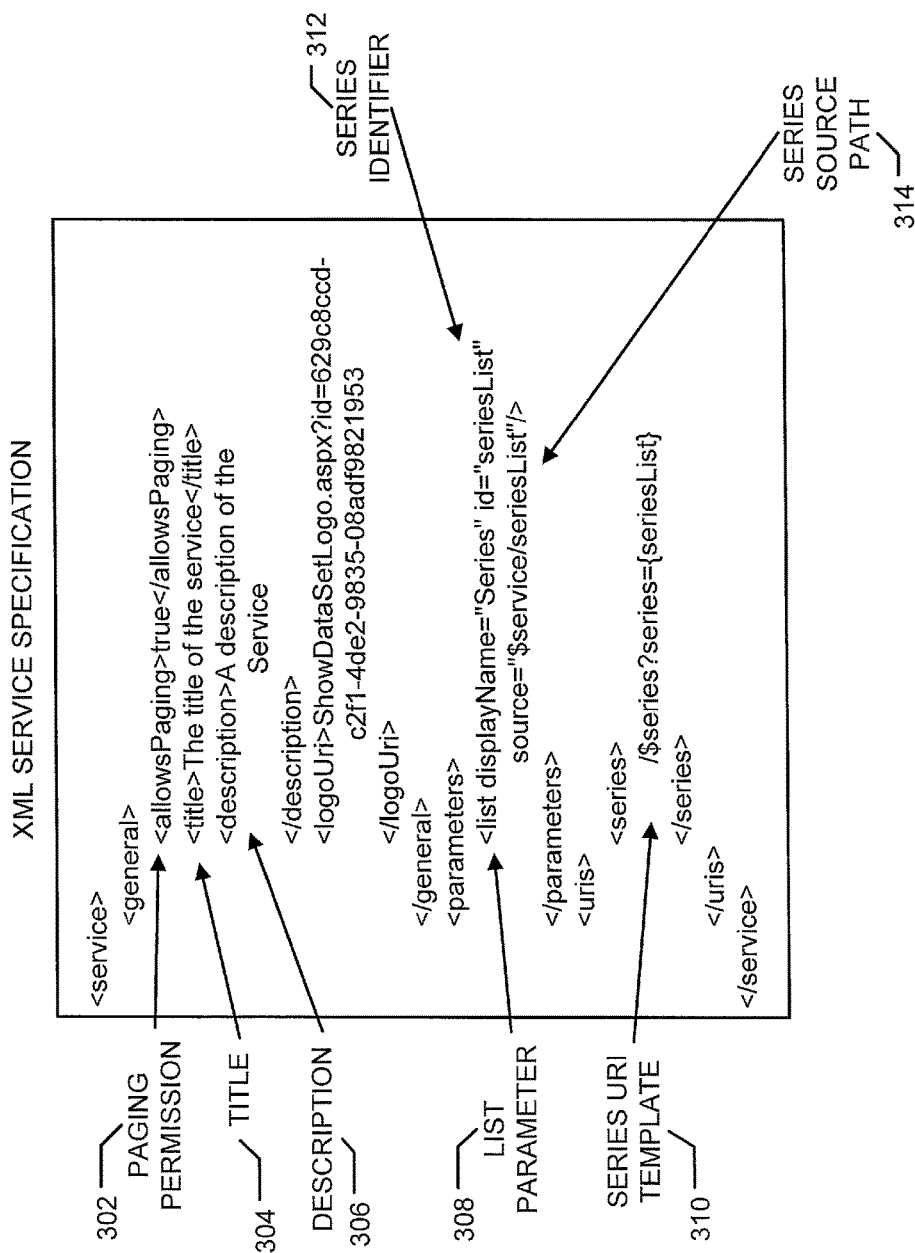 XML SERVICE SPECIFICATION
302
PAGING
PERMISSION
304
TITLE
DESCRIPTION
306
308
LIST
PARAMETER
SERIES URI
TEMPLATE
310
<service>
<general>
<allowsPaging>true</allowsPaging>
<title>The title of the service</title>
<description>A description of the
Service
</description>
<logoUri>ShowDataSetLogo.aspx?id=629c8ccd-
c2f1-4de2-9835-08adf9821953
</logoUri>
</general>
<parameters>
<list displayName="Series" id="seriesList"
source="$service/seriesList"/>
</parameters>
<uris>
<series>
/$series?series={seriesList}
</series>
</uris>
</service>
312
SERIES
IDENTIFIER
SERIES
SOURCE
PATH
314